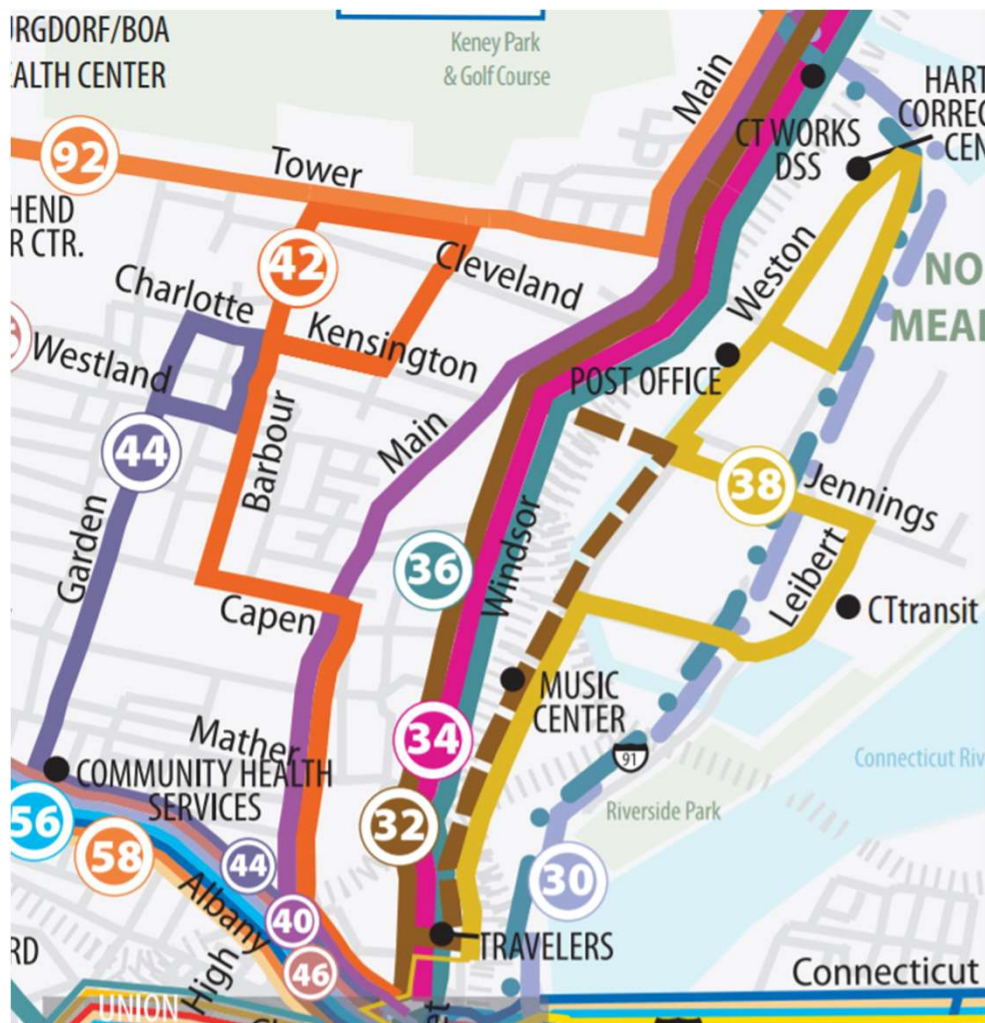 URGDORF/BOA
EALTH CENTER
Keney Park
& Golf Course
Main
HART
CORREC
CEN
CT WORKS
DSS
92
Tower
HEND
R CTR.
42
Cleveland
Weston
NO
MEAD
Charlotte
Kensington
Westland
POST OFFICE
44
Barbour
Main
38
Jennings
Garden
36
Windsor
Leibert
Capen
CTtransit
MUSIC
CENTER
34
Mather
91
Connecticut Riv
COMMUNITY HEALTH
SERVICES
Riverside Park
56
58
32
44
30
Albany
40
TRAVELERS
RD
High
46
Connecticut
UNION